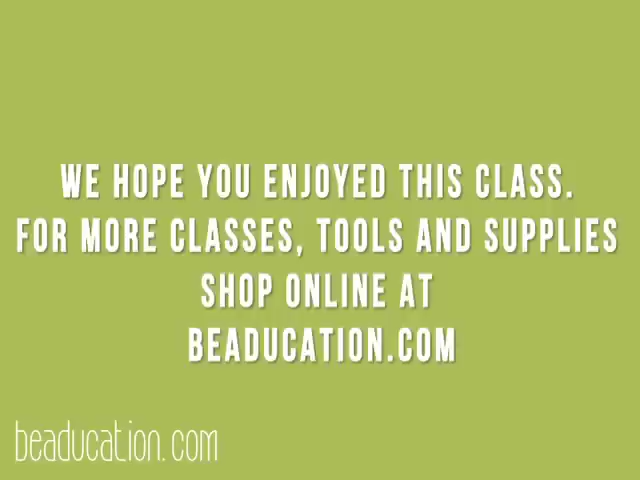 WE HOPE YOU ENJOYED THIS CLASS.
FOR MORE CLASSES, TOOLS AND SUPPLIES
SHOP ONLINE AT
BEADUCATION.COM
beaducation.com